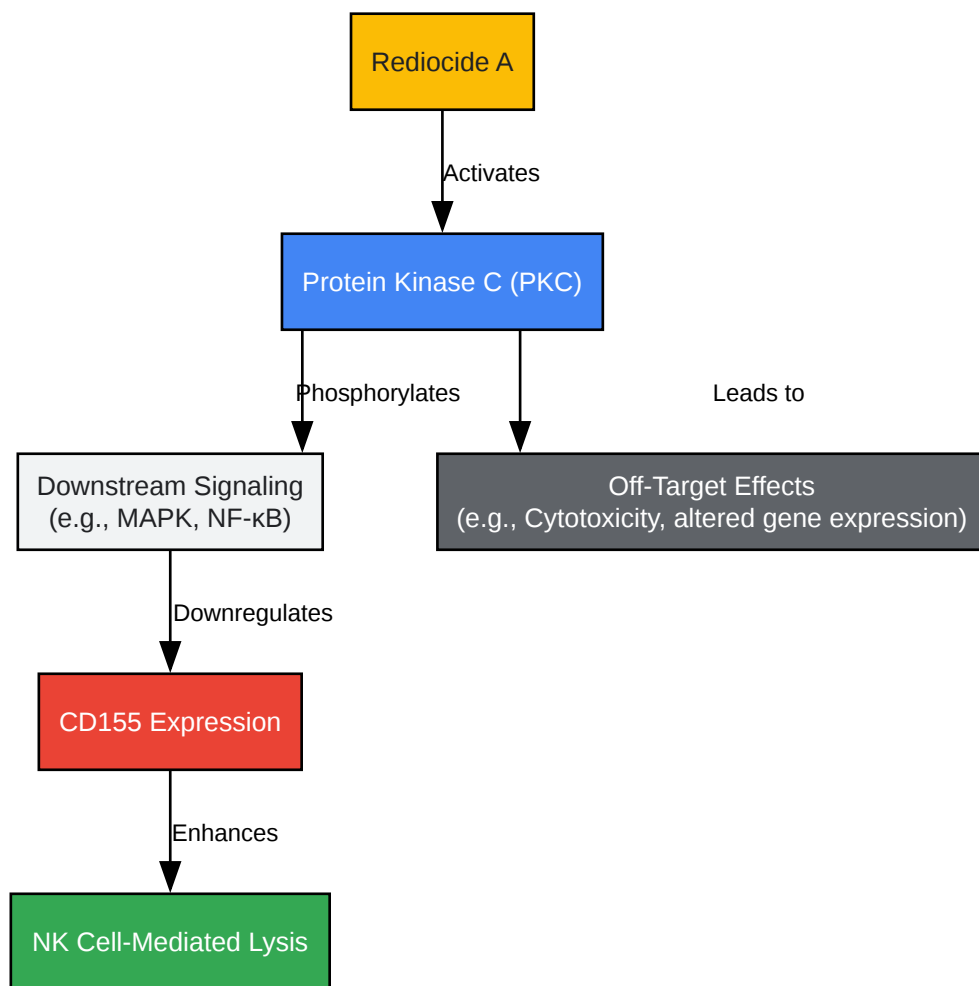 Rediocide A
Activates
Protein Kinase C (PKC)
Phosphorylates
Leads to
Downstream Signaling
(e.g., MAPK, NF-κB)
Off-Target Effects
(e.g., Cytotoxicity, altered gene expression)
Downregulates
CD155 Expression
Enhances
NK Cell-Mediated Lysis